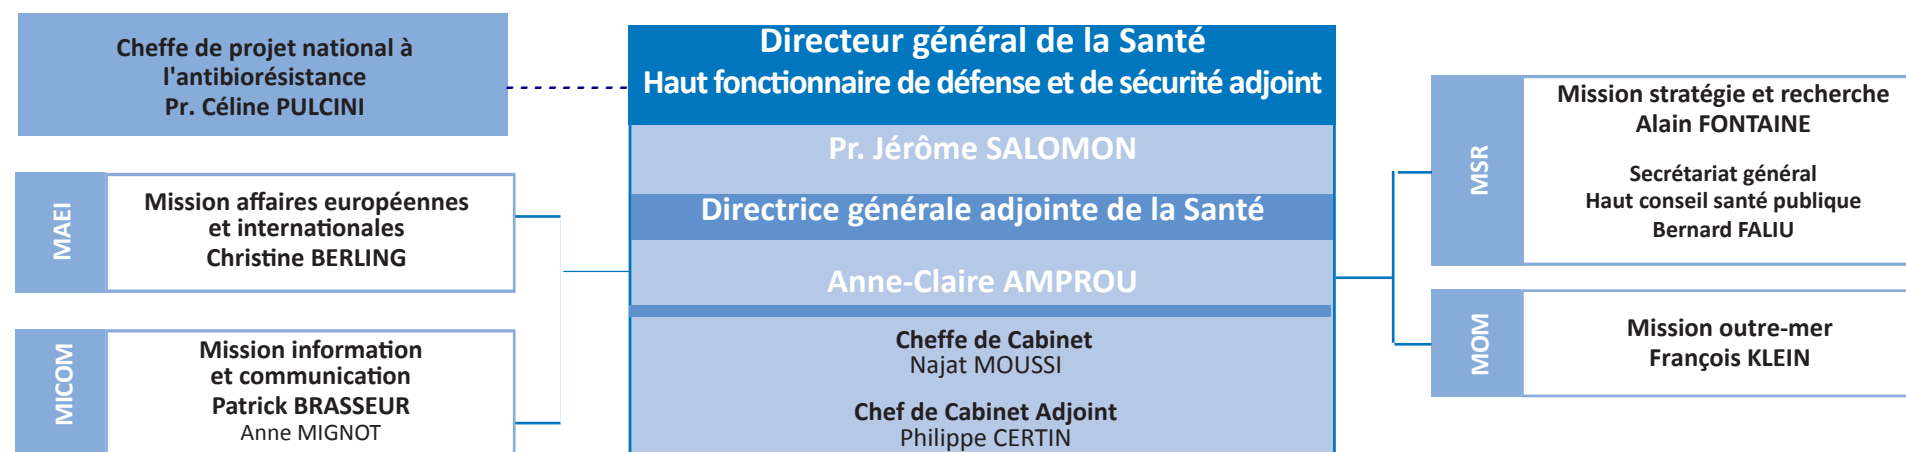 Cheffe de projet national à
l'antibiorésistance
Pr. Céline PULCINI
Directeur général de la Santé
Haut fonctionnaire de défense et de sécurité adjoint
Pr. Jérôme SALOMON
Directrice générale adjointe de la Santé
Anne-Claire AMPROU
Cheffe de Cabinet
Najat MOUSSI
Chef de Cabinet Adjoint
Philippe CERTIN
MAEI
Mission affaires européennes
et internationales
Christine BERLING
MICOM
Mission information
et communication
Patrick BRASSEUR
Anne MIGNOT
MSR
Mission stratégie et recherche
Alain FONTAINE
Secrétariat général
Haut conseil santé publique
Bernard FALIU
MOM
Mission outre-mer
François KLEIN